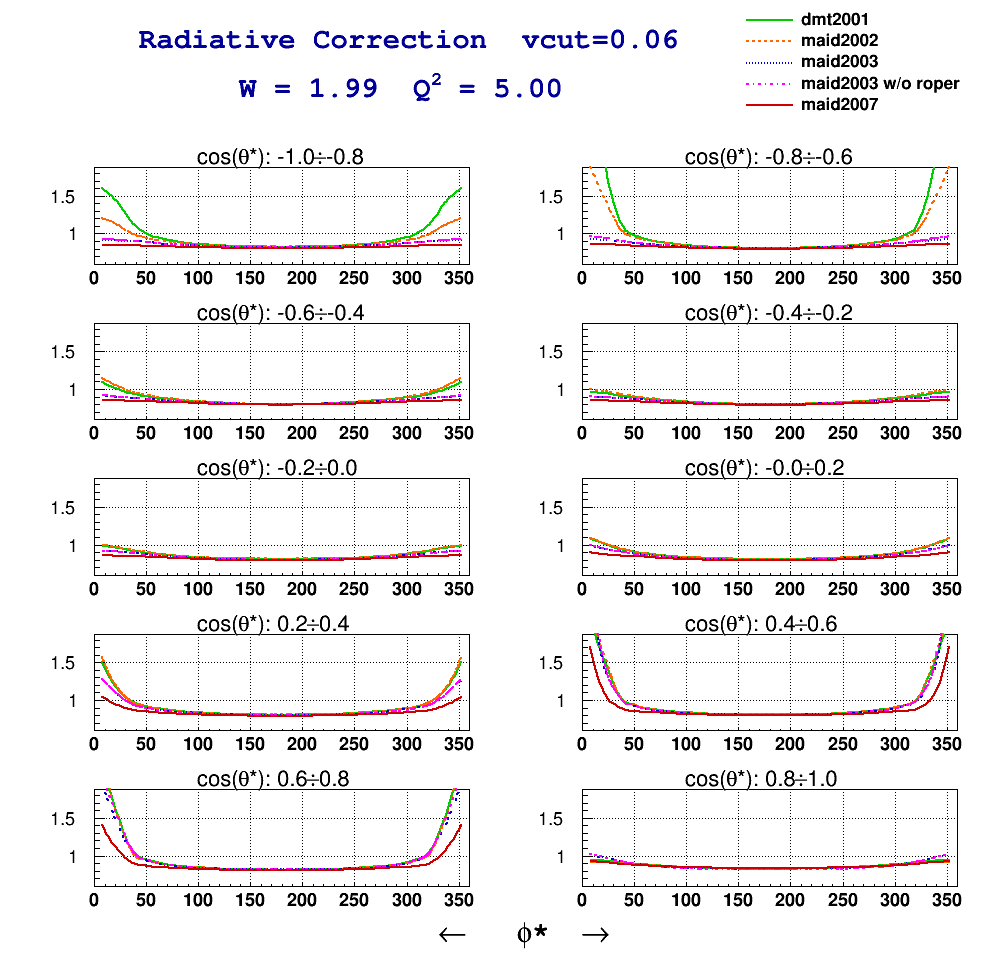 Radiative Correction vcut=0.06
W = 1.99 Q² = 5.00
dmt2001
maid2002
maid2003
maid2003 w/o roper
maid2007
cos(θ*): -1.0÷-0.8
1.5
1
0 50 100 150 200 250 300 350
cos(θ*): -0.8÷-0.6
1.5
1
0 50 100 150 200 250 300 350
cos(θ*): -0.6÷-0.4
1.5
1
0 50 100 150 200 250 300 350
cos(θ*): -0.4÷-0.2
1.5
1
0 50 100 150 200 250 300 350
cos(θ*): -0.2÷0.0
1.5
1
0 50 100 150 200 250 300 350
cos(θ*): -0.0÷0.2
1.5
1
0 50 100 150 200 250 300 350
cos(θ*): 0.2÷0.4
1.5
1
0 50 100 150 200 250 300 350
cos(θ*): 0.4÷0.6
1.5
1
0 50 100 150 200 250 300 350
cos(θ*): 0.6÷0.8
1.5
1
0 50 100 150 200 250 300 350
cos(θ*): 0.8÷1.0
1.5
1
0 50 100 150 200 250 300 350
← ϕ* →